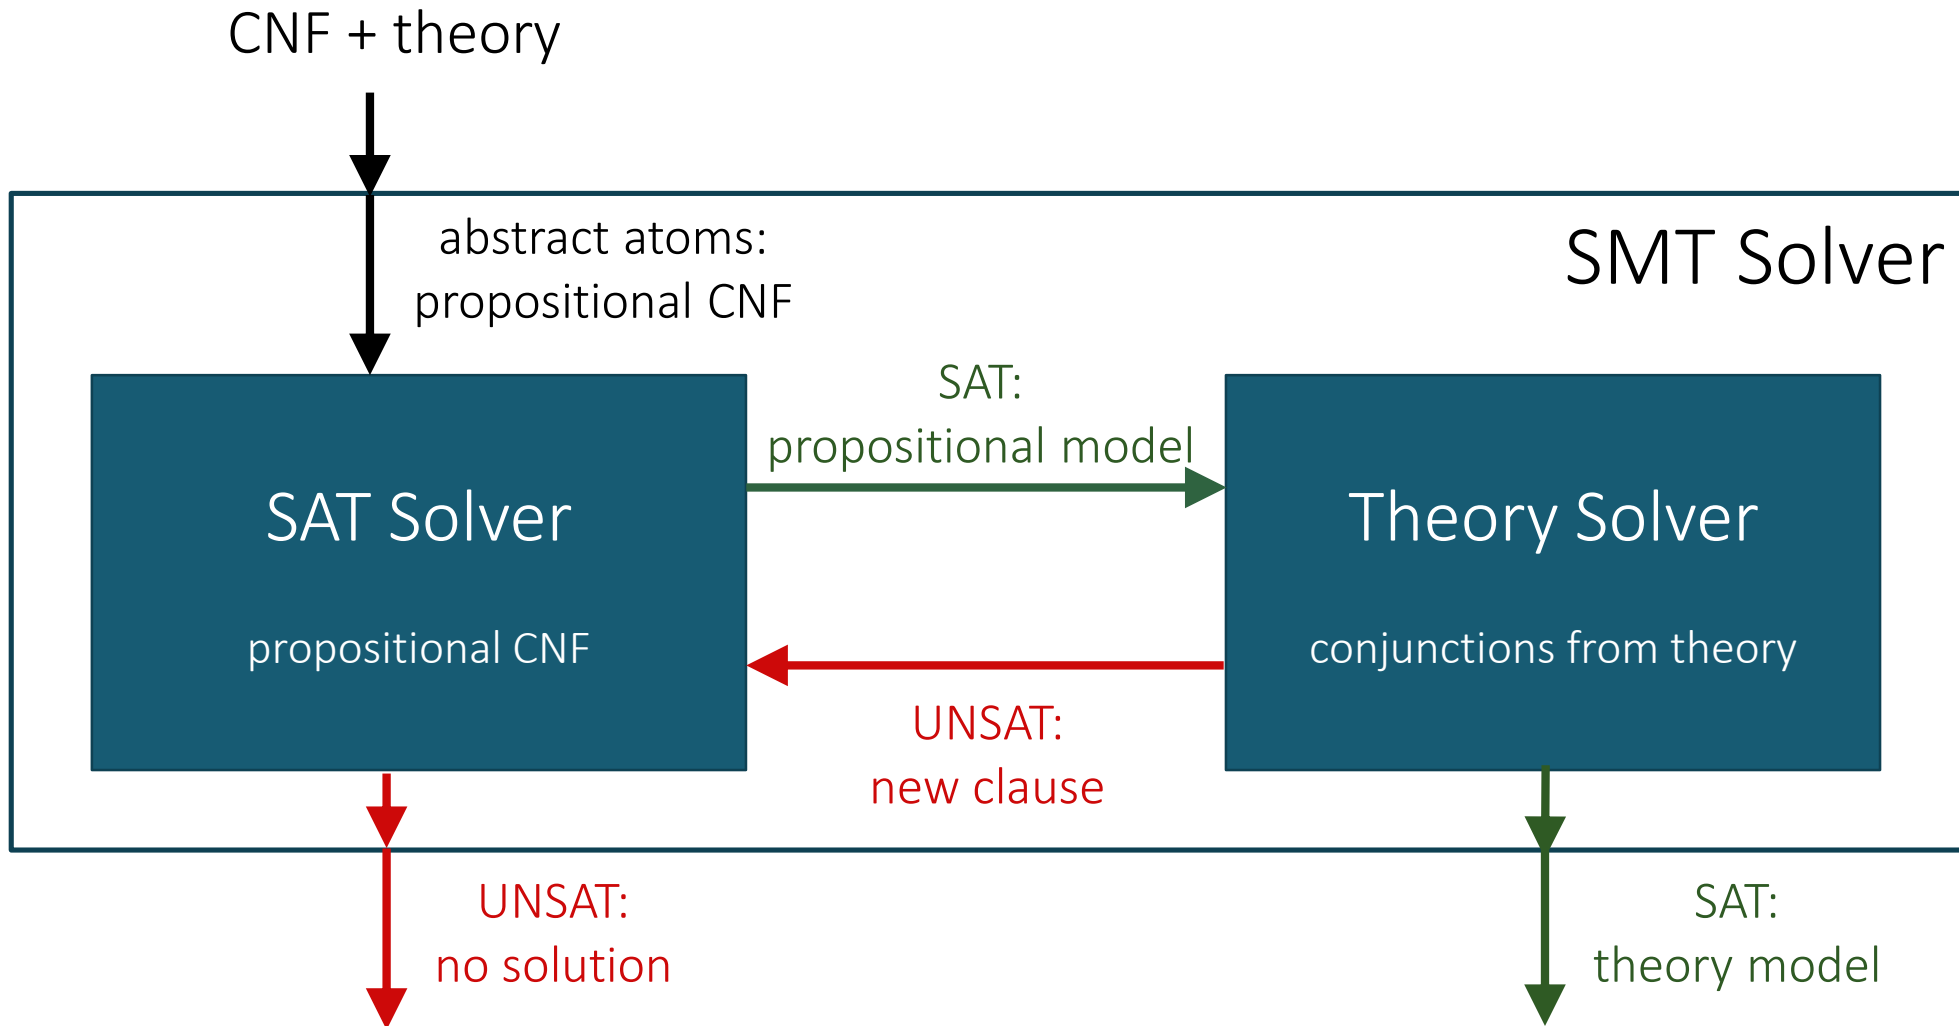 CNF + theory
abstract atoms:
propositional CNF
SMT Solver
SAT:
propositional model
SAT Solver
propositional CNF
Theory Solver
conjunctions from theory
UNSAT:
new clause
UNSAT:
no solution
SAT:
theory model